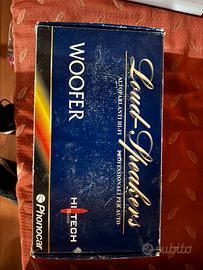 Loud Speakers
ALTOPARLANTI HI-FI
PROFESSIONALI PER AUTO
WOOFER
HI-TECH
Phonocar
subito